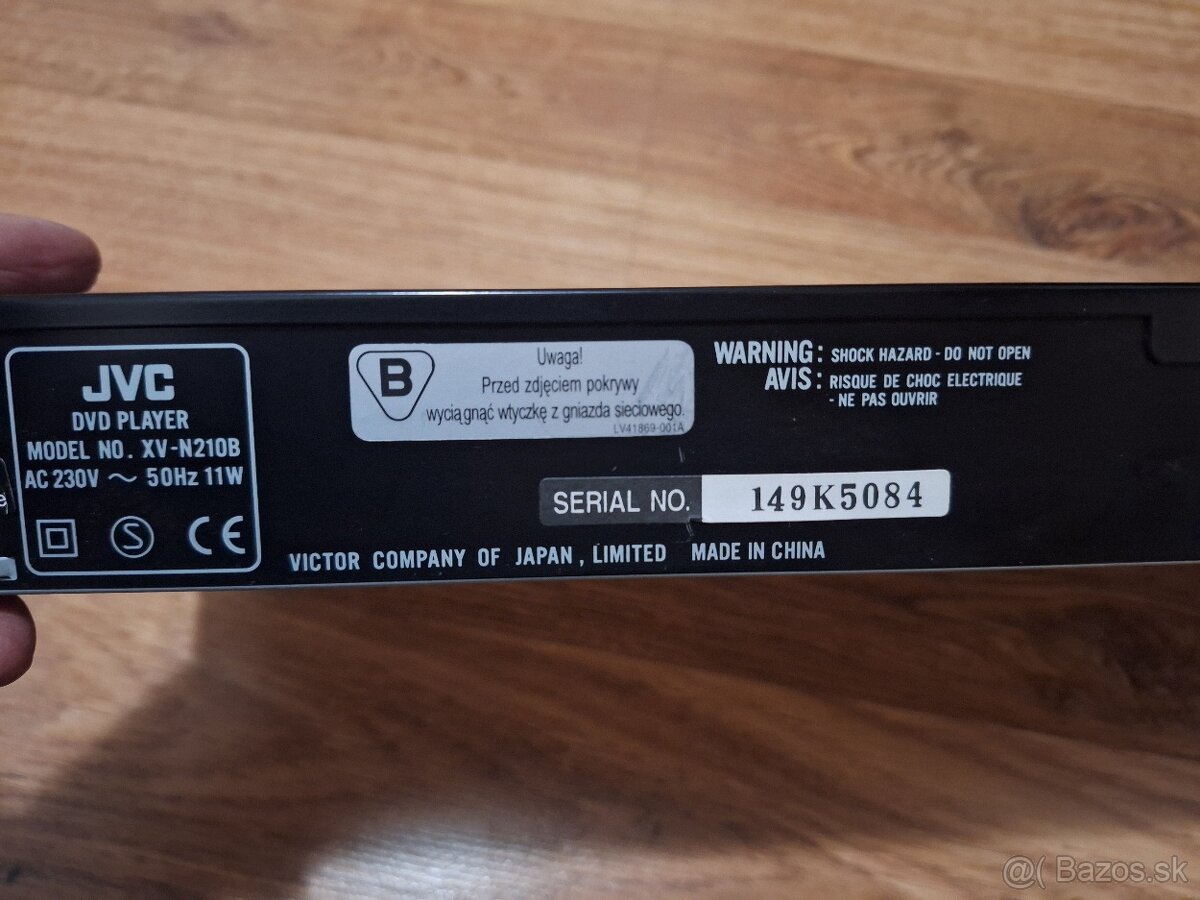 JVC
DVD PLAYER
MODEL NO. XV-N210B
AC 230V ~ 50Hz 11W
S
CE
B
Uwaga!
Przed zdjęciem pokrywy
wyciągnąć wtyczkę z gniazda sieciowego.
LV41869-001A
WARNING: SHOCK HAZARD - DO NOT OPEN
AVIS: RISQUE DE CHOC ELECTRIQUE
- NE PAS OUVRIR
SERIAL NO. 149K5084
VICTOR COMPANY OF JAPAN, LIMITED MADE IN CHINA
@( Bazos.sk